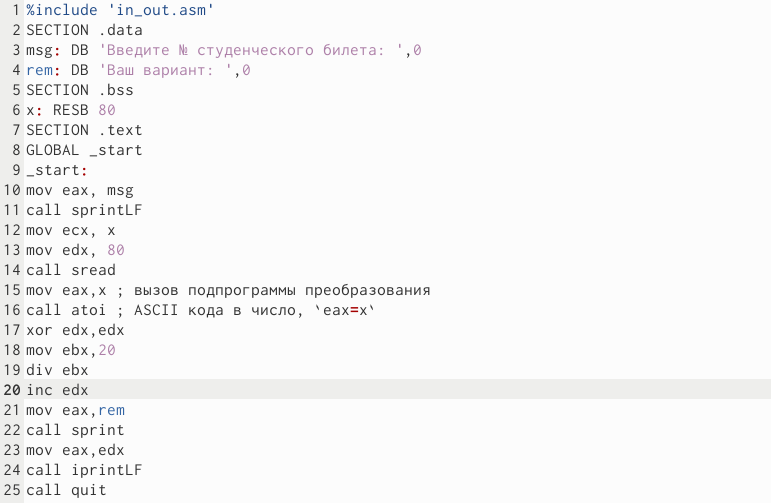 1 %include 'in_out.asm'
2 SECTION .data
3 msg: DB 'Введите № студенческого билета: ',0
4 rem: DB 'Ваш вариант: ',0
5 SECTION .bss
6 x: RESB 80
7 SECTION .text
8 GLOBAL _start
9 _start:
10 mov eax, msg
11 call sprintLF
12 mov ecx, x
13 mov edx, 80
14 call sread
15 mov eax,x ; вызов подпрограммы преобразования
16 call atoi ; ASCII кода в число, `eax=x`
17 xor edx,edx
18 mov ebx,20
19 div ebx
20 inc edx
21 mov eax,rem
22 call sprint
23 mov eax,edx
24 call iprintLF
25 call quit